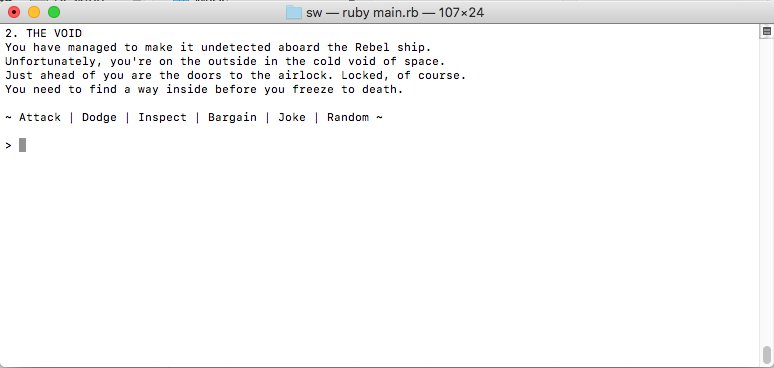 sw — ruby main.rb — 107×24
2. THE VOID
You have managed to make it undetected aboard the Rebel ship.
Unfortunately, you're on the outside in the cold void of space.
Just ahead of you are the doors to the airlock. Locked, of course.
You need to find a way inside before you freeze to death.
~ Attack | Dodge | Inspect | Bargain | Joke | Random ~
>